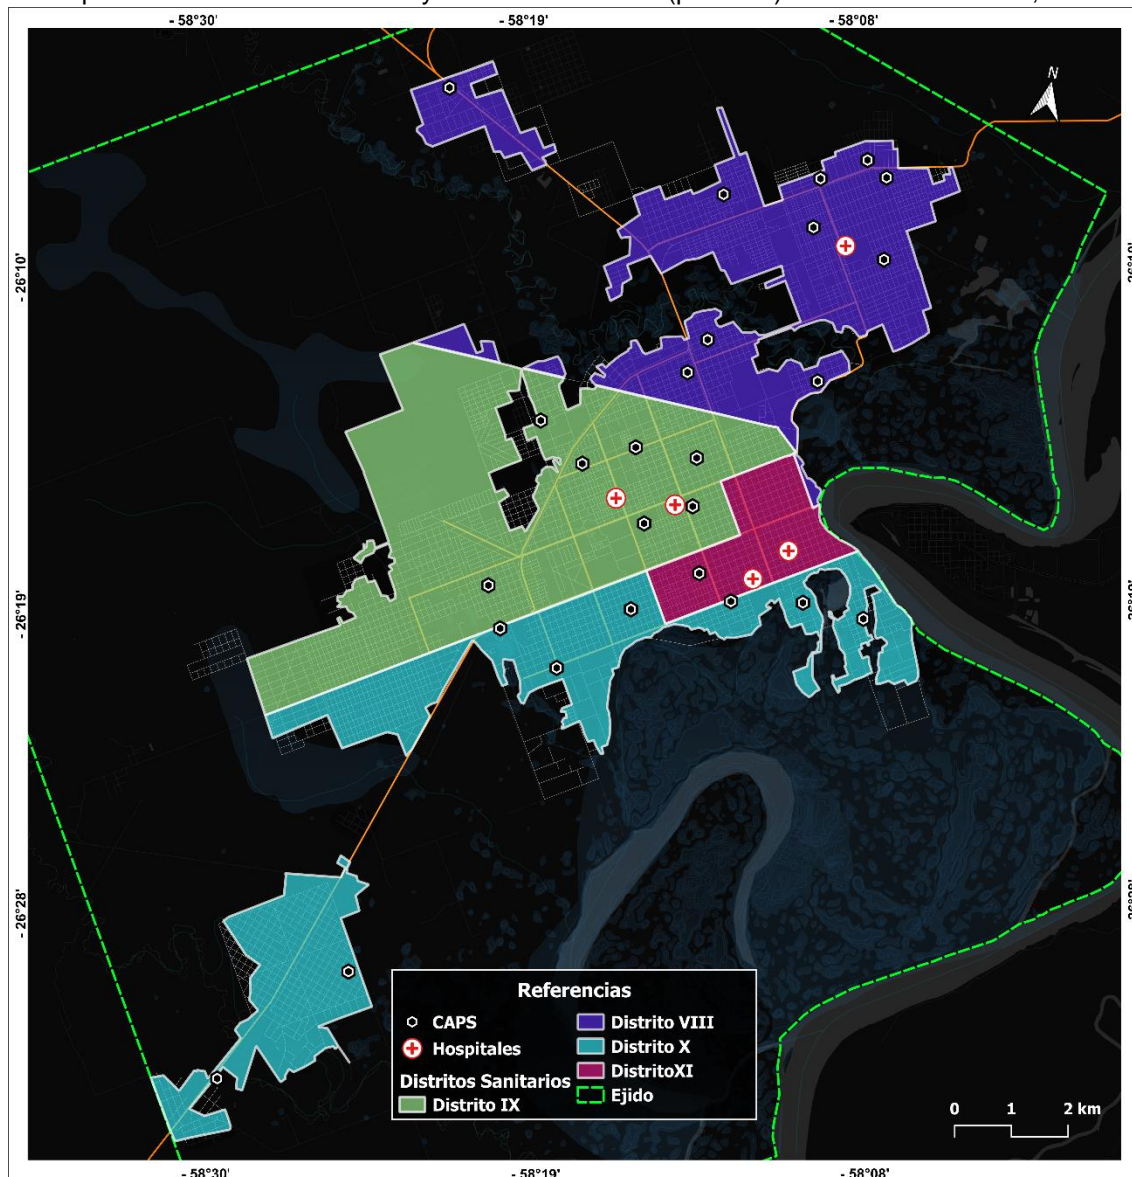 (p
- 58°30' - 58°19' - 58°08'
N
- 26°10'
- 26°19'
- 26°28'
Referencias
CAPS
Hospitales
Distritos Sanitarios
Distrito IX
Distrito VIII
Distrito X
DistritoXI
Ejido
0 1 2 km
- 58°30' - 58°19' - 58°08'